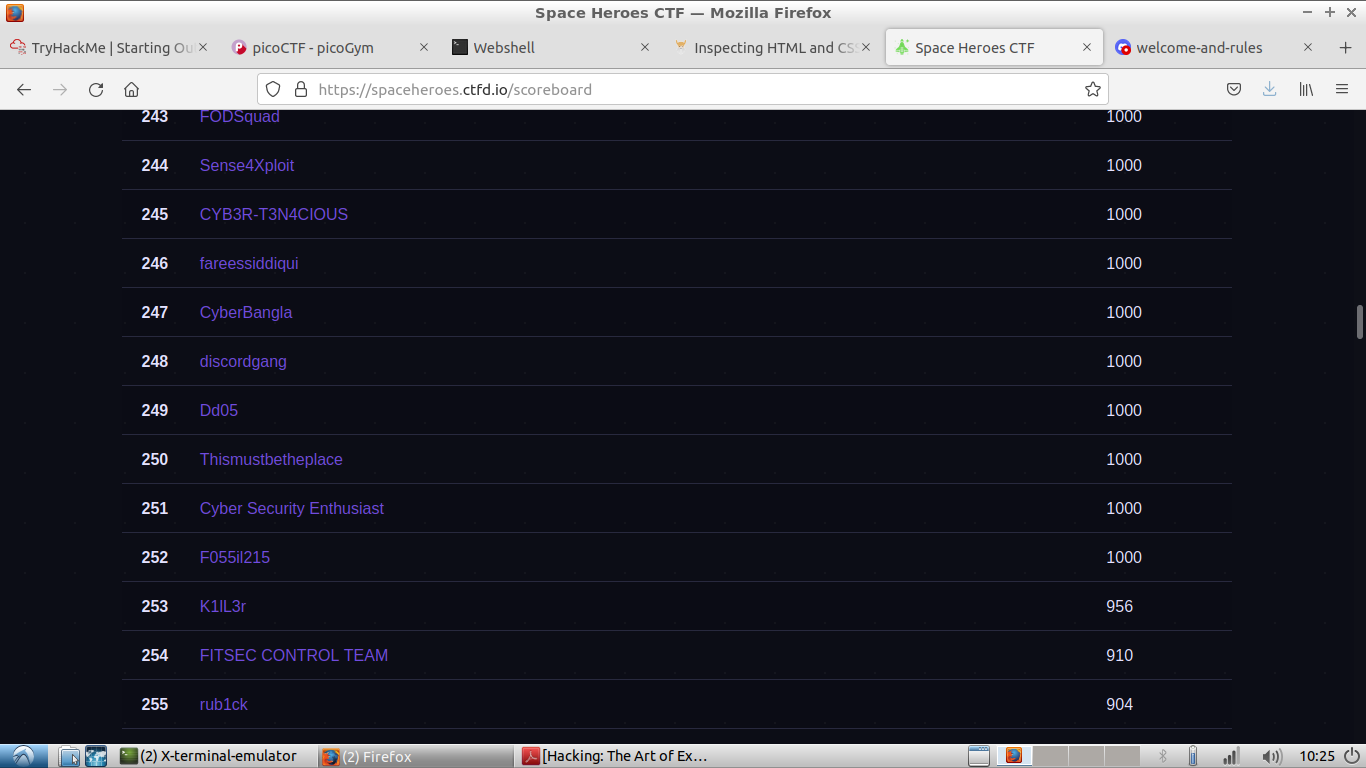 Space Heroes CTF — Mozilla Firefox
TryHackMe | Starting Ou
picoCTF - picoGym
Webshell
Inspecting HTML and CSS
Space Heroes CTF
welcome-and-rules
https://spaceheroes.ctfd.io/scoreboard
243 FODSquad 1000
244 Sense4Xploit 1000
245 CYB3R-T3N4CIOUS 1000
246 fareessiddiqui 1000
247 CyberBangla 1000
248 discordgang 1000
249 Dd05 1000
250 Thismustbetheplace 1000
251 Cyber Security Enthusiast 1000
252 F055il215 1000
253 K1lL3r 956
254 FITSEC CONTROL TEAM 910
255 rub1ck 904
(2) X-terminal-emulator
(2) Firefox
[Hacking: The Art of Ex...
10:25